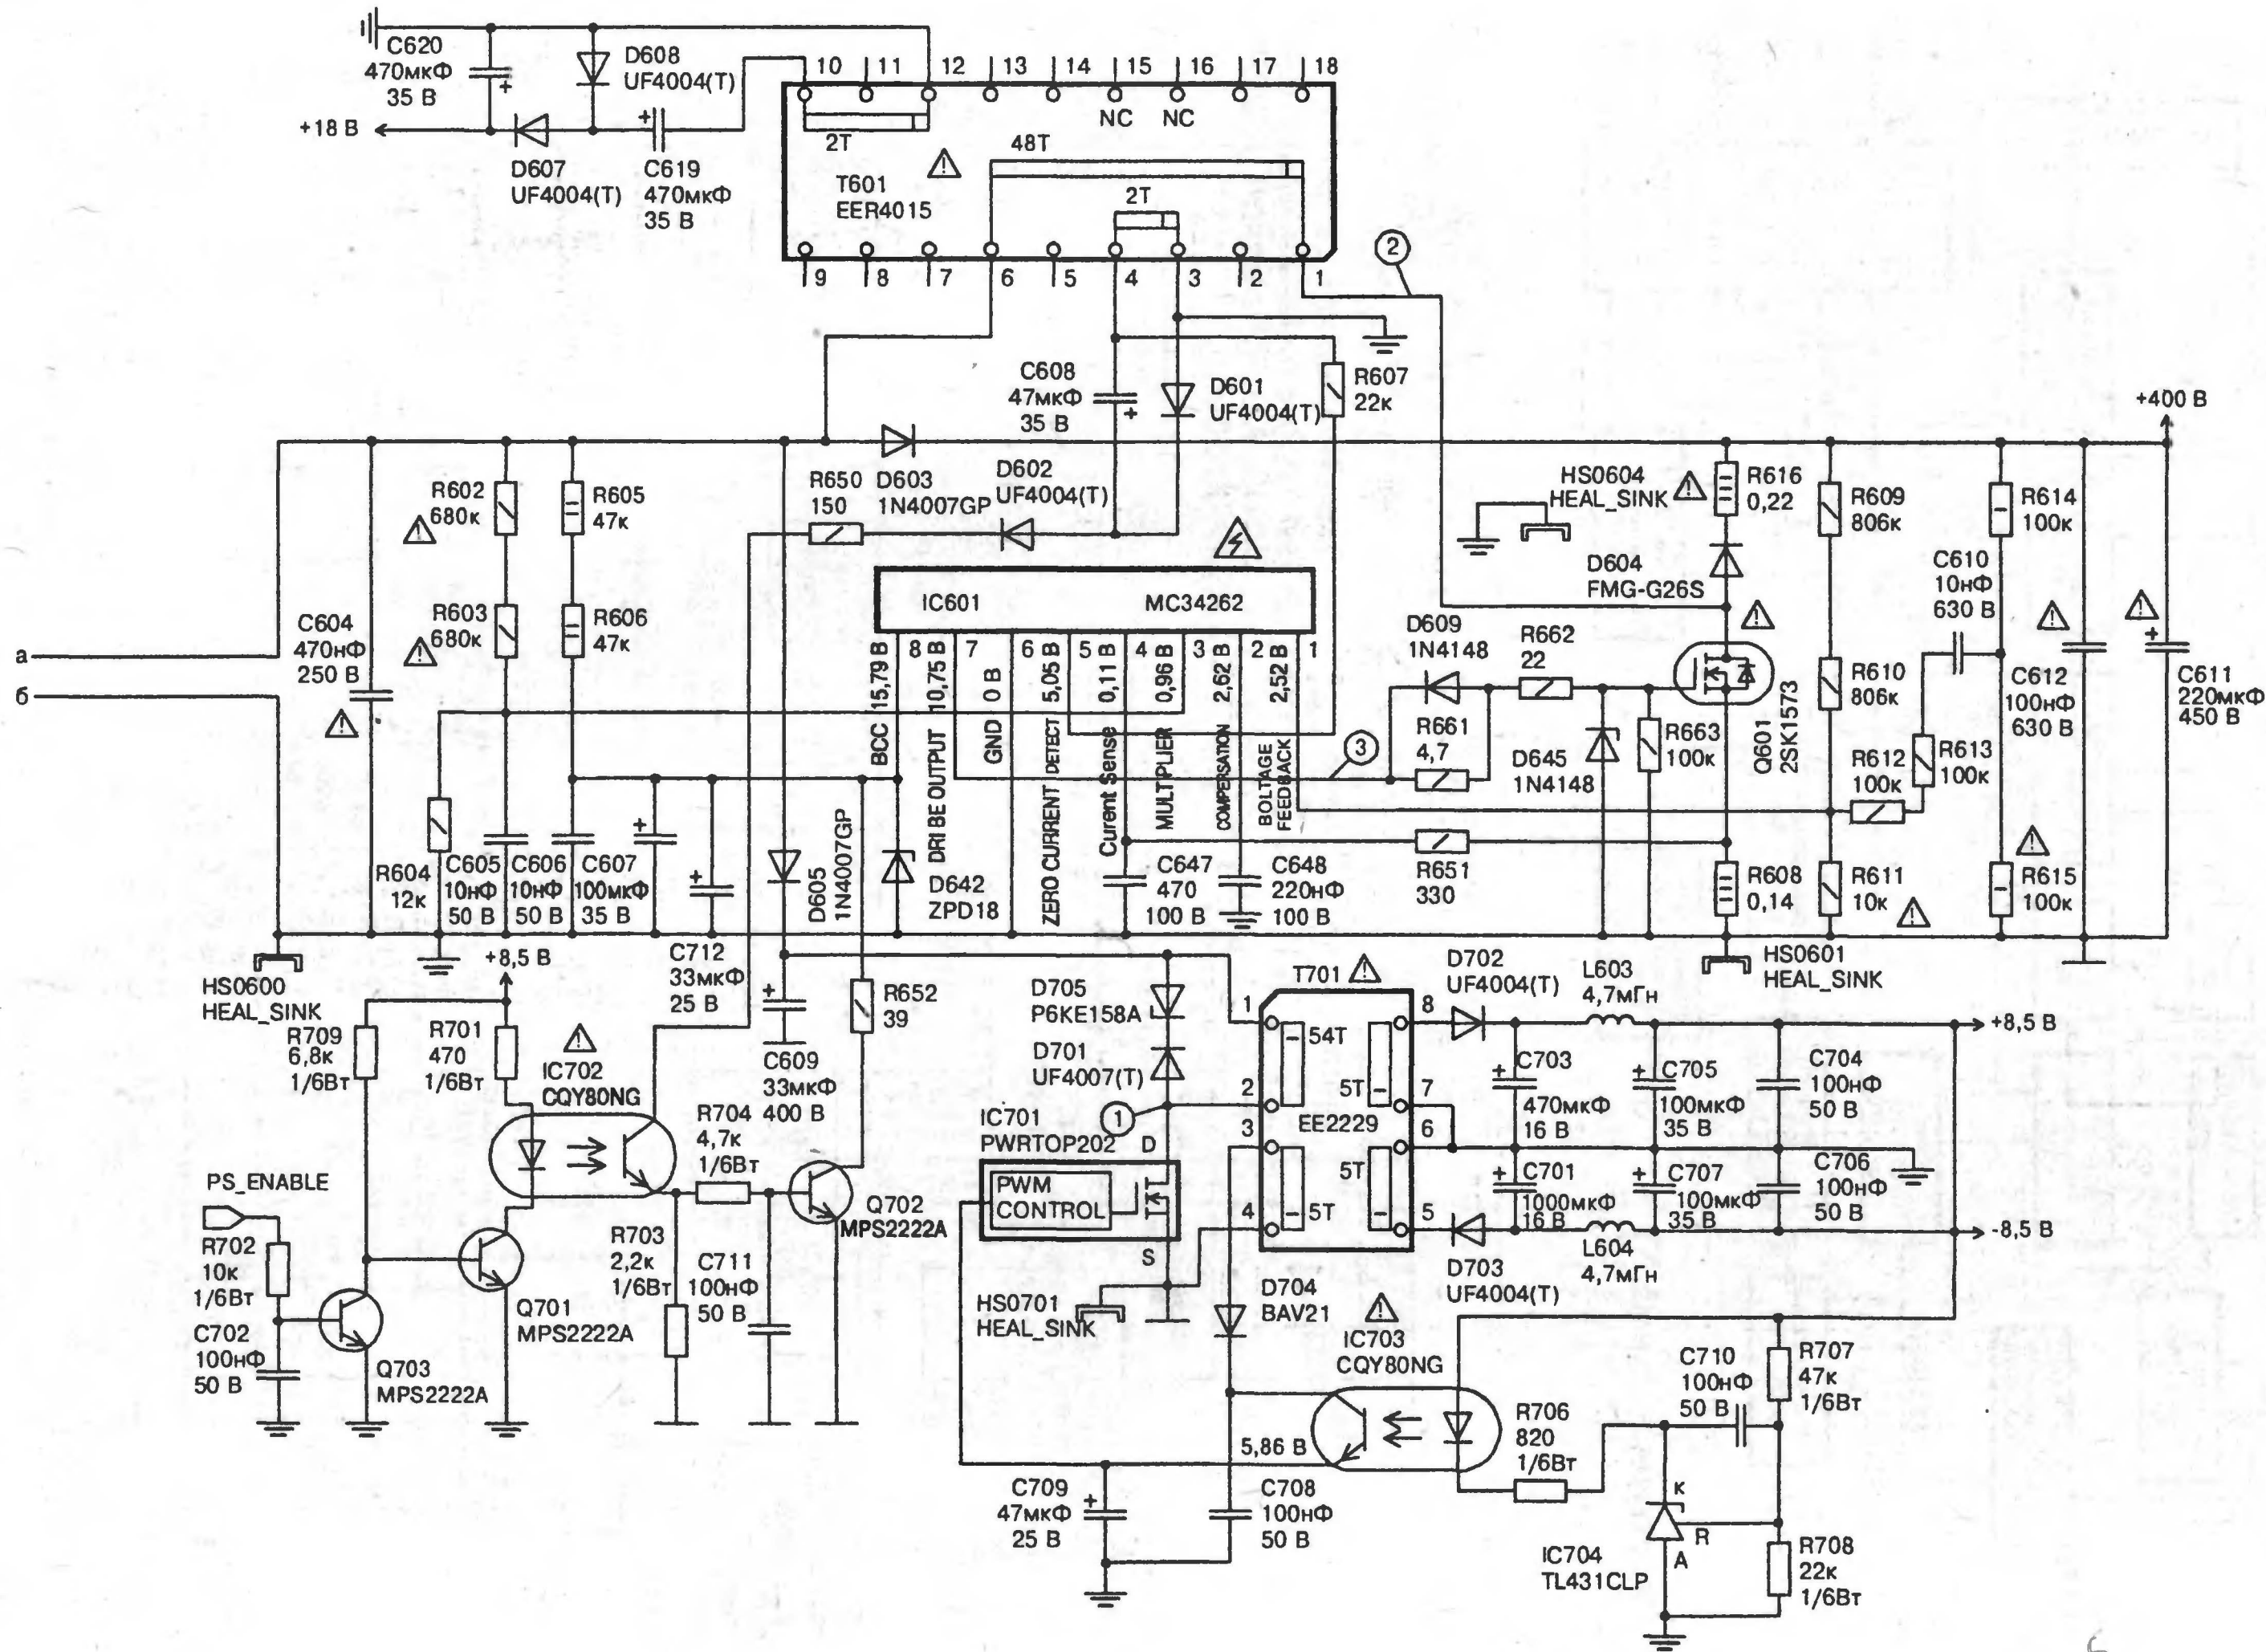 C620
470мкФ
35 В
D608
UF4004(T)
+18 В
D607
UF4004(T)
C619
470мкФ
35 В
10
11
12
13
14
15
16
17
18
NC
NC
2T
48T
T601
EER4015
2T
9
8
7
6
5
4
3
2
1
2
C608
47мкФ
35 В
D601
UF4004(T)
R607
22к
+400 В
R650
150
D603
1N4007GP
D602
UF4004(T)
HS0604
HEAL_SINK
R616
0,22
R609
806к
R614
100к
R602
680к
R605
47к
R603
680к
R606
47к
C604
470нФ
250 В
а
б
IC601
MC34262
D604
FMG-G26S
C610
10нФ
630 В
8
7
6
5
4
3
2
1
BCC 15,79 В
DRI BE OUTPUT 10,75 В
GND 0 В
ZERO CURRENT DETECT 5,05 В
Curent Sense 0,11 В
MULTPLIER 0,96 В
COMPERSATION 2,62 В
BOLTAGE
FEEDBACK 2,52 В
D609
1N4148
R662
22
R661
4,7
3
D645
1N4148
R663
100к
Q601
2SK1573
R610
806к
R612
100к
R613
100к
C612
100нФ
630 В
C611
220мкФ
450 В
R604
12к
C605
10нФ
50 В
C606
10нФ
50 В
C607
100мкФ
35 В
D605
1N4007GP
D642
ZPD18
C647
470
100 В
C648
220нФ
100 В
R651
330
R608
0,14
R611
10к
R615
100к
HS0600
HEAL_SINK
+8,5 В
C712
33мкФ
25 В
R652
39
HS0601
HEAL_SINK
R709
6,8к
1/6Вт
R701
470
1/6Вт
IC702
CQY80NG
C609
33мкФ
400 В
D705
P6KE158A
D701
UF4007(T)
1
T701
1
2
3
4
8
7
6
5
54T
5T
EE2229
5T
5T
D702
UF4004(T)
L603
4,7мГн
+8,5 В
C703
470мкФ
16 В
C705
100мкФ
35 В
C704
100нФ
50 В
C701
1000мкФ
16 В
C707
100мкФ
35 В
C706
100нФ
50 В
-8,5 В
L604
4,7мГн
D703
UF4004(T)
IC701
PWRTOP202
D
PWM
CONTROL
S
R704
4,7к
1/6Вт
Q702
MPS2222A
PS_ENABLE
R702
10к
1/6Вт
C702
100нФ
50 В
Q703
MPS2222A
Q701
MPS2222A
R703
2,2к
1/6Вт
C711
100нФ
50 В
HS0701
HEAL_SINK
D704
BAV21
IC703
CQY80NG
5,86 В
R706
820
1/6Вт
C710
100нФ
50 В
R707
47к
1/6Вт
C709
47мкФ
25 В
C708
100нФ
50 В
К
R
A
IC704
TL431CLP
R708
22к
1/6Вт